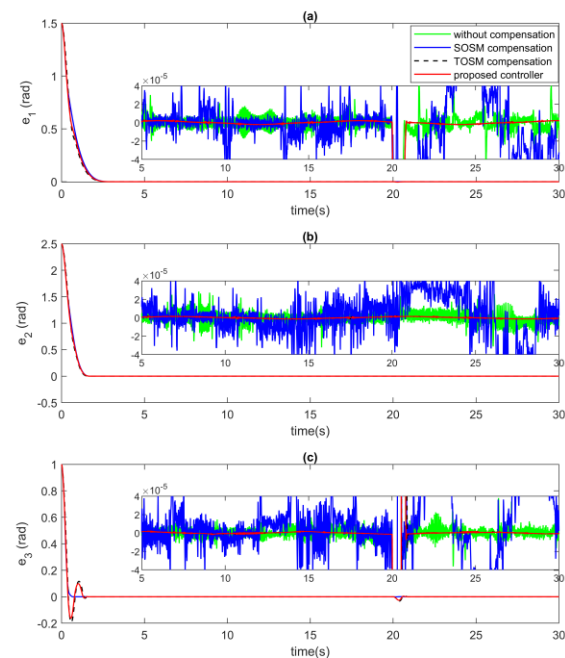 (a)
1.5
1
0.5
0
e1 (rad)
without compensation
SOSM compensation
TOSM compensation
proposed controller
×10-5
4
2
0
-2
-4
5 10 15 20 25 30
0 5 10 15 20 25 30
time(s)
(b)
2.5
2
1.5
1
0.5
0
-0.5
e2 (rad)
×10-5
4
2
0
-2
-4
5 10 15 20 25 30
0 5 10 15 20 25 30
time(s)
(c)
1
0.8
0.6
0.4
0.2
0
-0.2
e3 (rad)
×10-5
4
2
0
-2
-4
5 10 15 20 25 30
0 5 10 15 20 25 30
time(s)